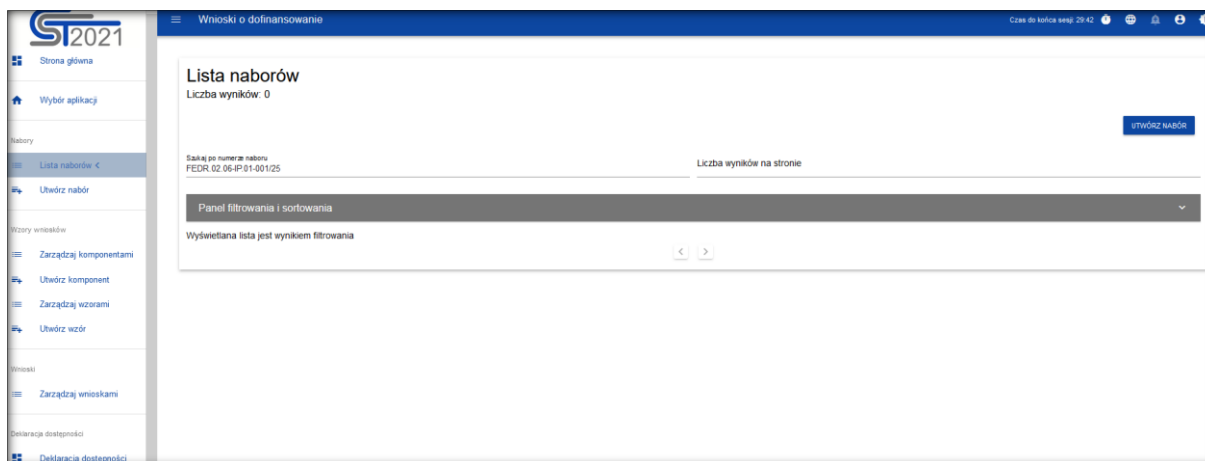 CST2021
Strona główna
Wybór aplikacji
Nabory
Lista naborów <
Utwórz nabór
Wzory wniosków
Zarządzaj komponentami
Utwórz komponent
Zarządzaj wzorami
Utwórz wzór
Wnioski
Zarządzaj wnioskami
Deklaracja dostępności
Deklaracja dostępności
Wnioski o dofinansowanie
Czas do końca sesji: 29:42
Lista naborów
Liczba wyników: 0
UTWÓRZ NABÓR
Szukaj po numerze naboru
FEDR.02.06-IP.01-001/25
Liczba wyników na stronie
Panel filtrowania i sortowania
Wyświetlana lista jest wynikiem filtrowania
< >